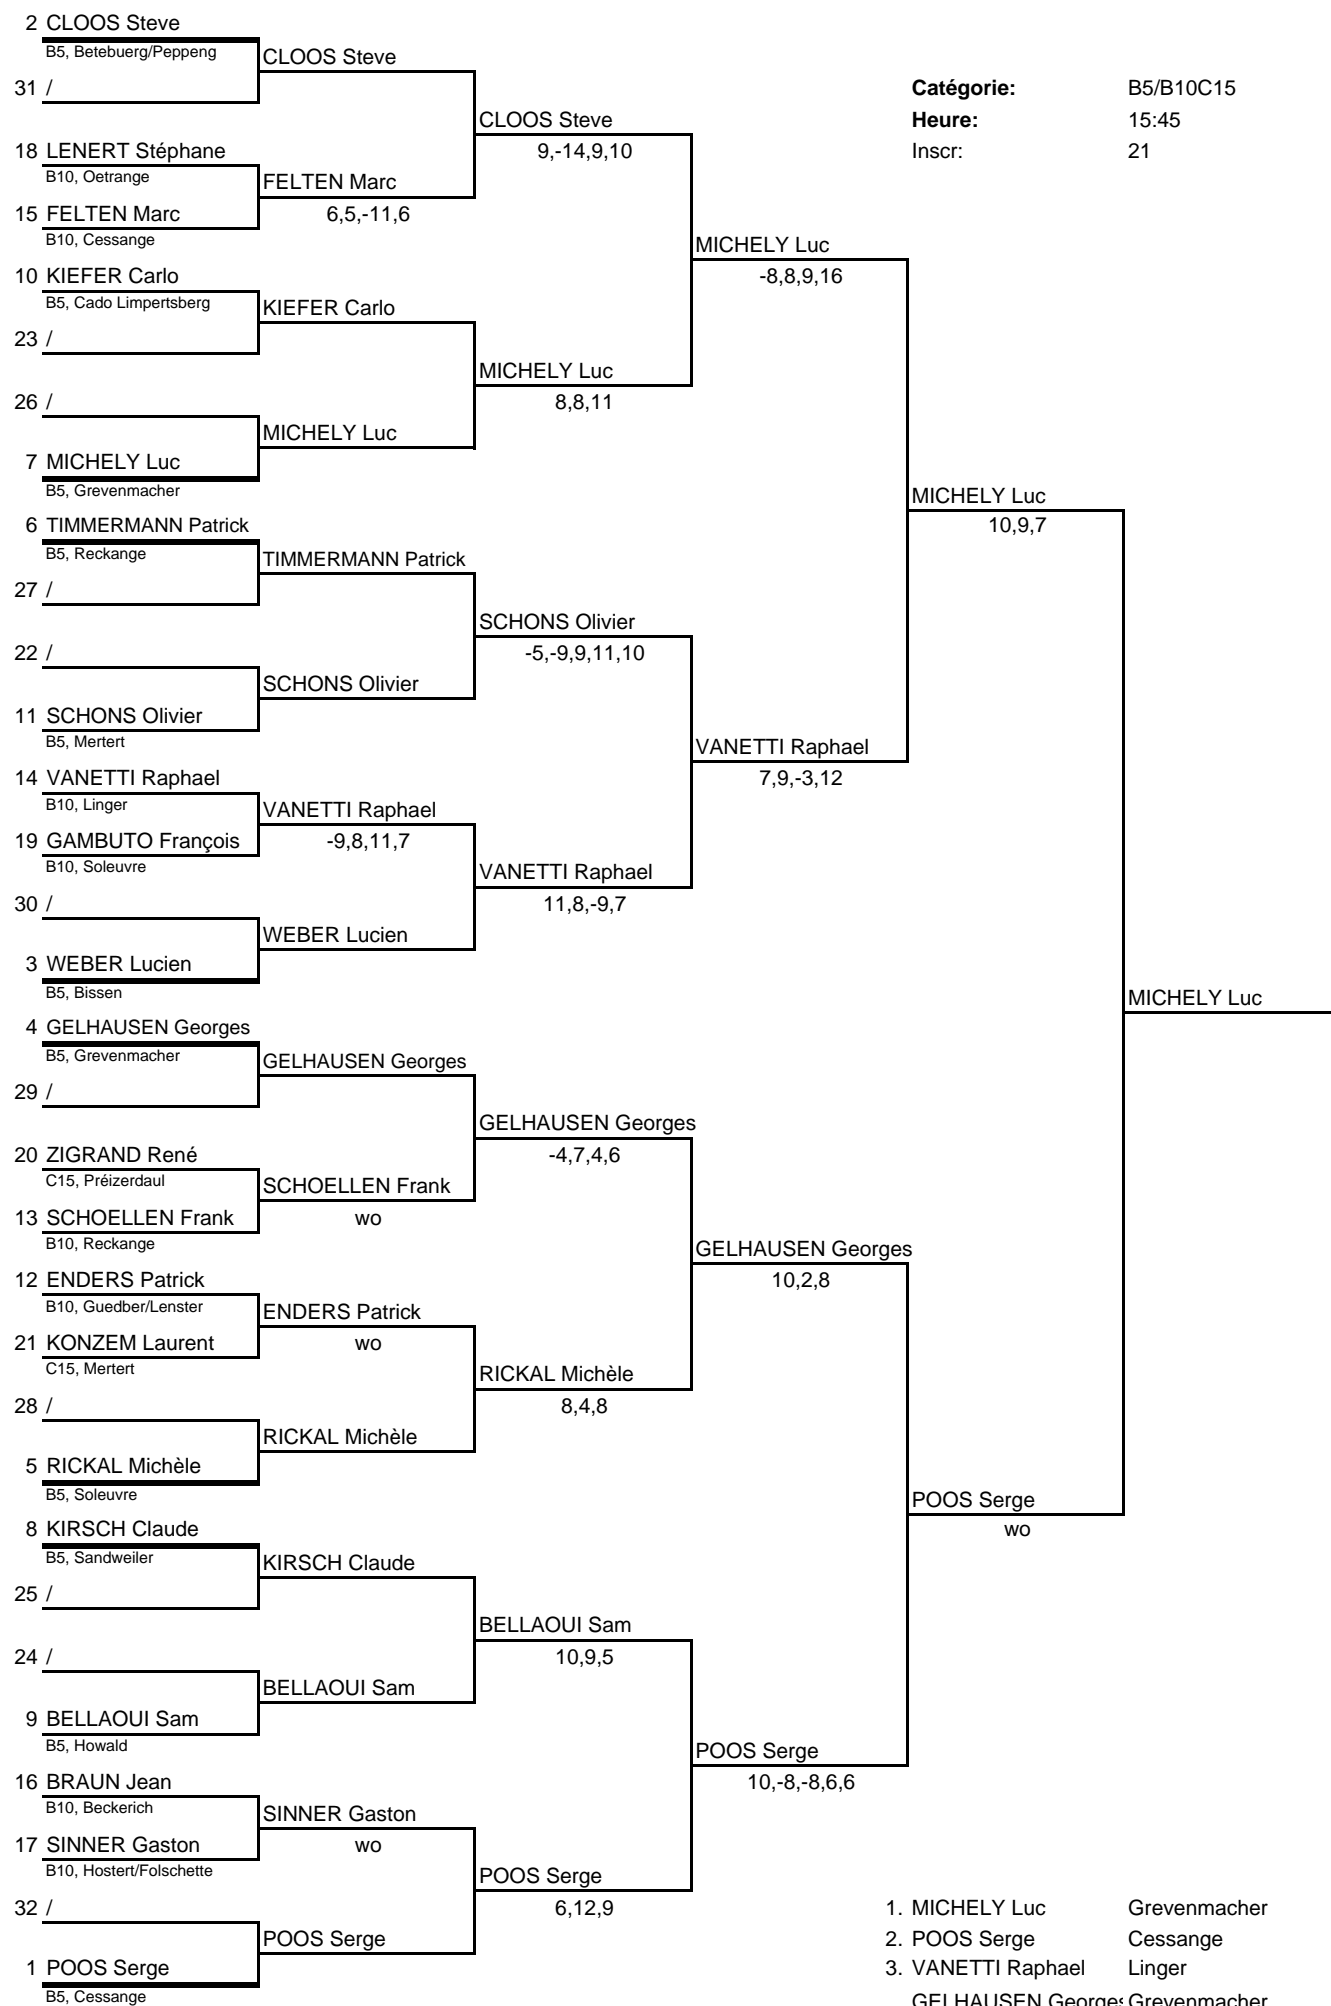 2 CLOOS Steve
B5, Betebuerg/Peppeng
CLOOS Steve
31 /
Catégorie: B5/B10C15
Heure: 15:45
Inscr: 21
CLOOS Steve
9,-14,9,10
18 LENERT Stéphane
B10, Oetrange
FELTEN Marc
6,5,-11,6
15 FELTEN Marc
B10, Cessange
MICHELY Luc
-8,8,9,16
10 KIEFER Carlo
B5, Cado Limpertsberg
KIEFER Carlo
23 /
MICHELY Luc
8,8,11
26 /
MICHELY Luc
7 MICHELY Luc
B5, Grevenmacher
MICHELY Luc
10,9,7
6 TIMMERMANN Patrick
B5, Reckange
TIMMERMANN Patrick
27 /
SCHONS Olivier
-5,-9,9,11,10
22 /
SCHONS Olivier
11 SCHONS Olivier
B5, Mertert
VANETTI Raphael
7,9,-3,12
14 VANETTI Raphael
B10, Linger
VANETTI Raphael
-9,8,11,7
19 GAMBUTO François
B10, Soleuvre
VANETTI Raphael
11,8,-9,7
30 /
WEBER Lucien
3 WEBER Lucien
B5, Bissen
MICHELY Luc
4 GELHAUSEN Georges
B5, Grevenmacher
GELHAUSEN Georges
29 /
GELHAUSEN Georges
-4,7,4,6
20 ZIGRAND René
C15, Préizerdaul
SCHOELLEN Frank
wo
13 SCHOELLEN Frank
B10, Reckange
GELHAUSEN Georges
10,2,8
12 ENDERS Patrick
B10, Guedber/Lenster
ENDERS Patrick
wo
21 KONZEM Laurent
C15, Mertert
RICKAL Michèle
8,4,8
28 /
RICKAL Michèle
5 RICKAL Michèle
B5, Soleuvre
POOS Serge
wo
8 KIRSCH Claude
B5, Sandweiler
KIRSCH Claude
25 /
BELLAOUI Sam
10,9,5
24 /
BELLAOUI Sam
9 BELLAOUI Sam
B5, Howald
POOS Serge
10,-8,-8,6,6
16 BRAUN Jean
B10, Beckerich
SINNER Gaston
wo
17 SINNER Gaston
B10, Hostert/Folschette
POOS Serge
6,12,9
32 /
POOS Serge
1 POOS Serge
B5, Cessange
1. MICHELY Luc Grevenmacher
2. POOS Serge Cessange
3. VANETTI Raphael Linger
GELHAUSEN Georges Grevenmacher